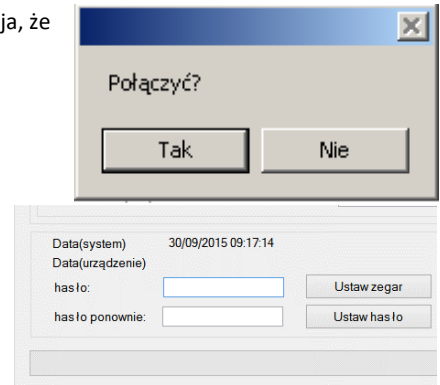 ja, że
Połączyć?
Tak
Nie
Data(system) 30/09/2015 09:17:14
Data(urządzenie)
hasło:
Ustaw zegar
hasło ponownie:
Ustaw hasło